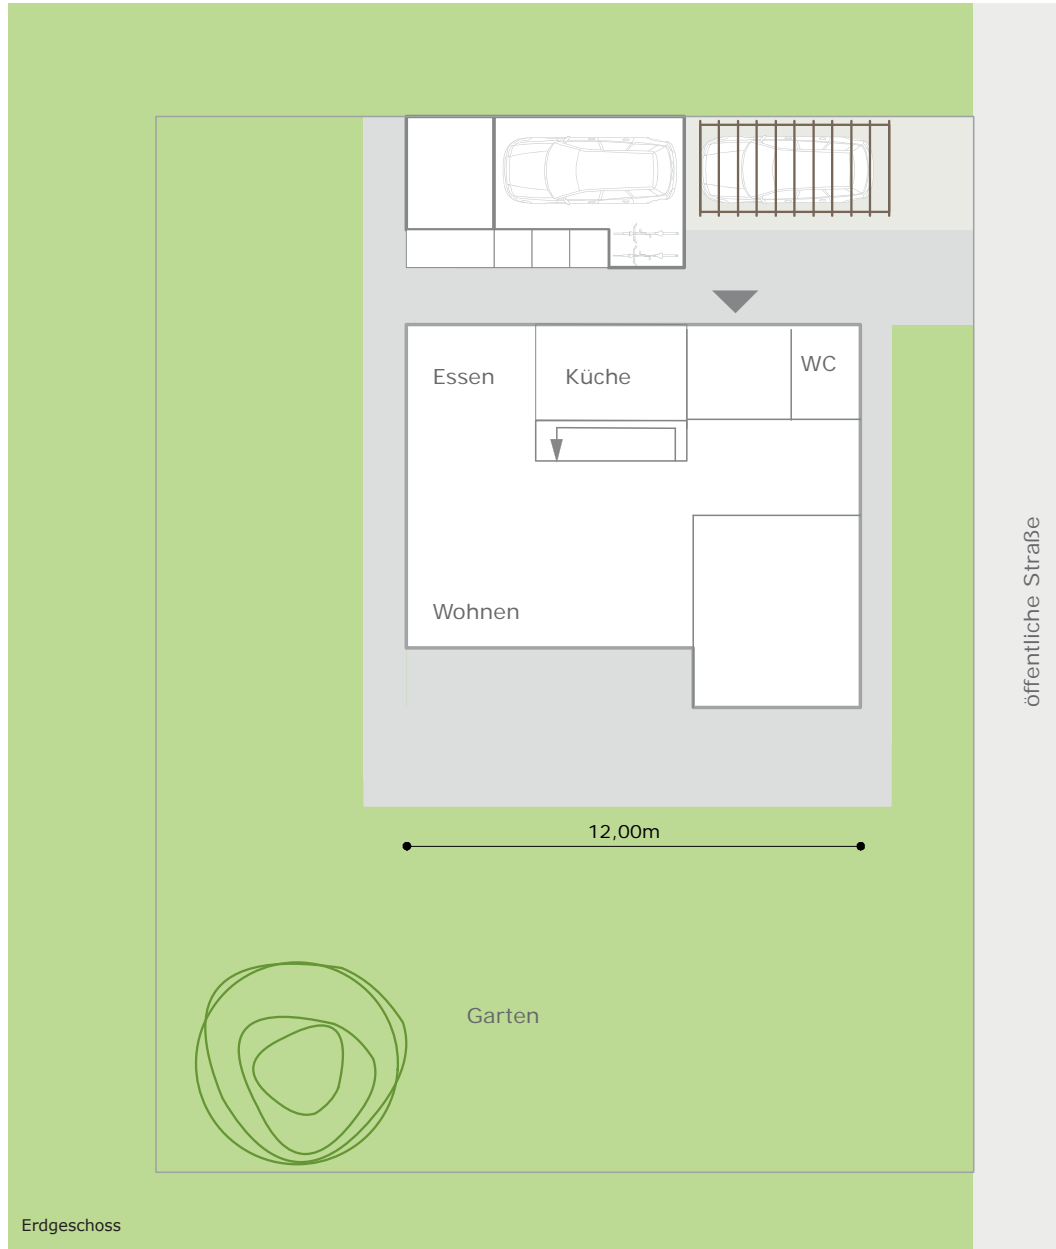 Essen
Küche
WC
Wohnen
öffentliche Straße
12,00m
Garten
Erdgeschoss